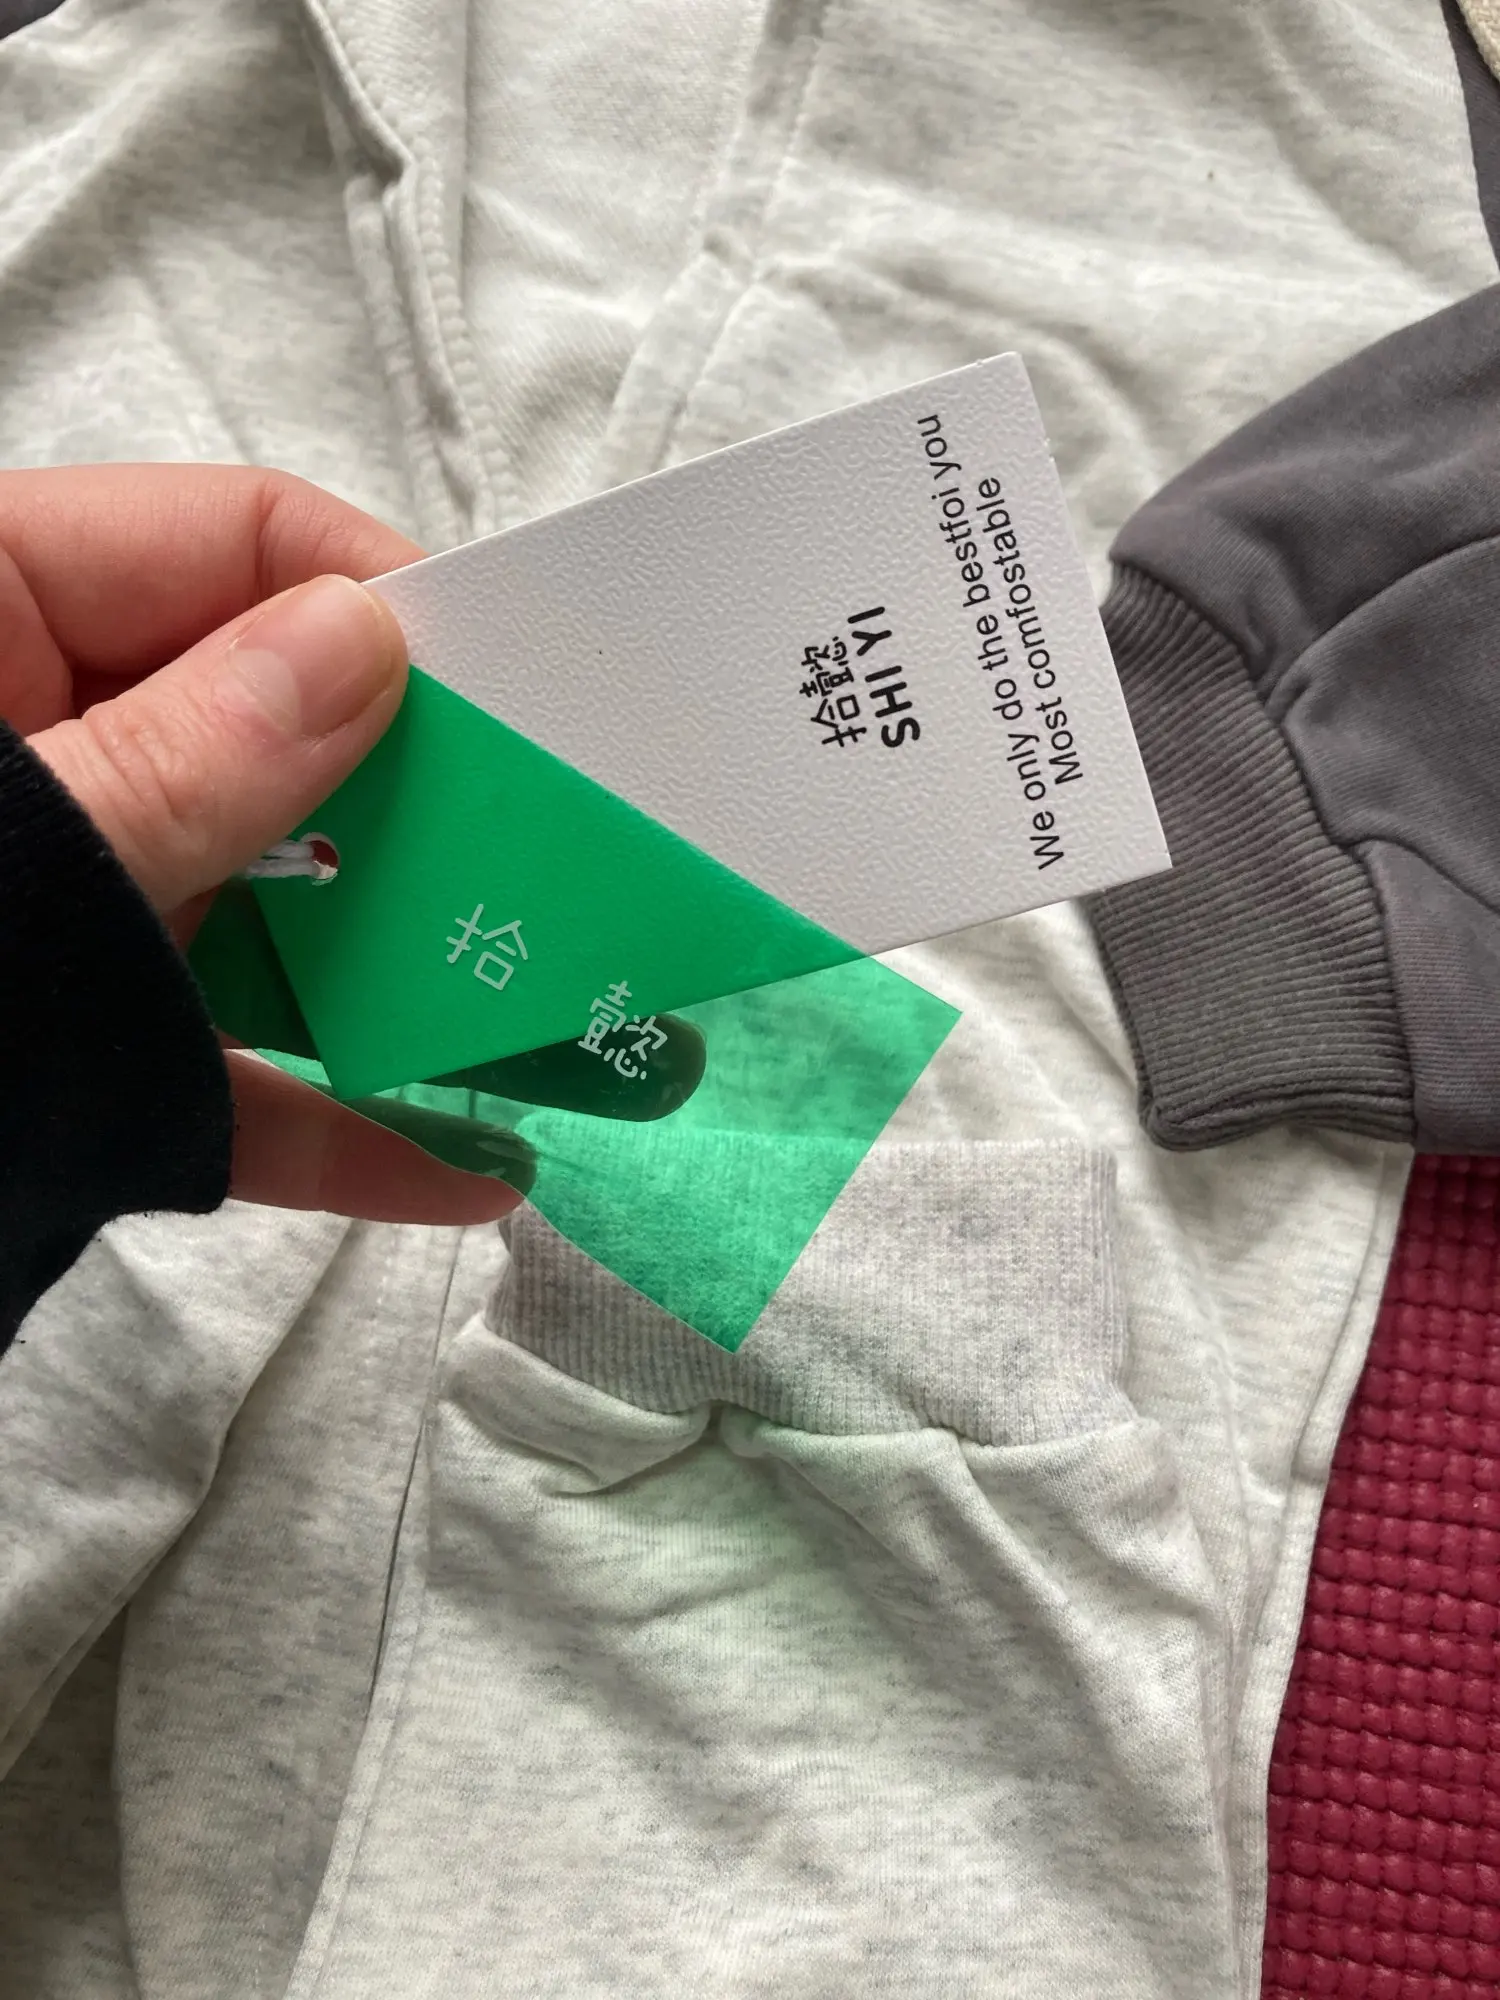 拾懿
SHI YI
We only do the bestfoi you
Most comfostable
拾
懿